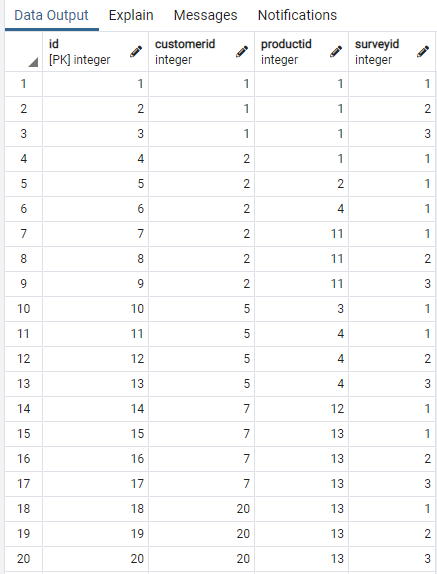 Data Output Explain Messages Notifications
id customerid productid surveyid
[PK] integer integer integer integer
1 1 1 1 1
2 2 1 1 2
3 3 1 1 3
4 4 2 1 1
5 5 2 2 1
6 6 2 4 1
7 7 2 11 1
8 8 2 11 2
9 9 2 11 3
10 10 5 3 1
11 11 5 4 1
12 12 5 4 2
13 13 5 4 3
14 14 7 12 1
15 15 7 13 1
16 16 7 13 2
17 17 7 13 3
18 18 20 13 1
19 19 20 13 2
20 20 20 13 3